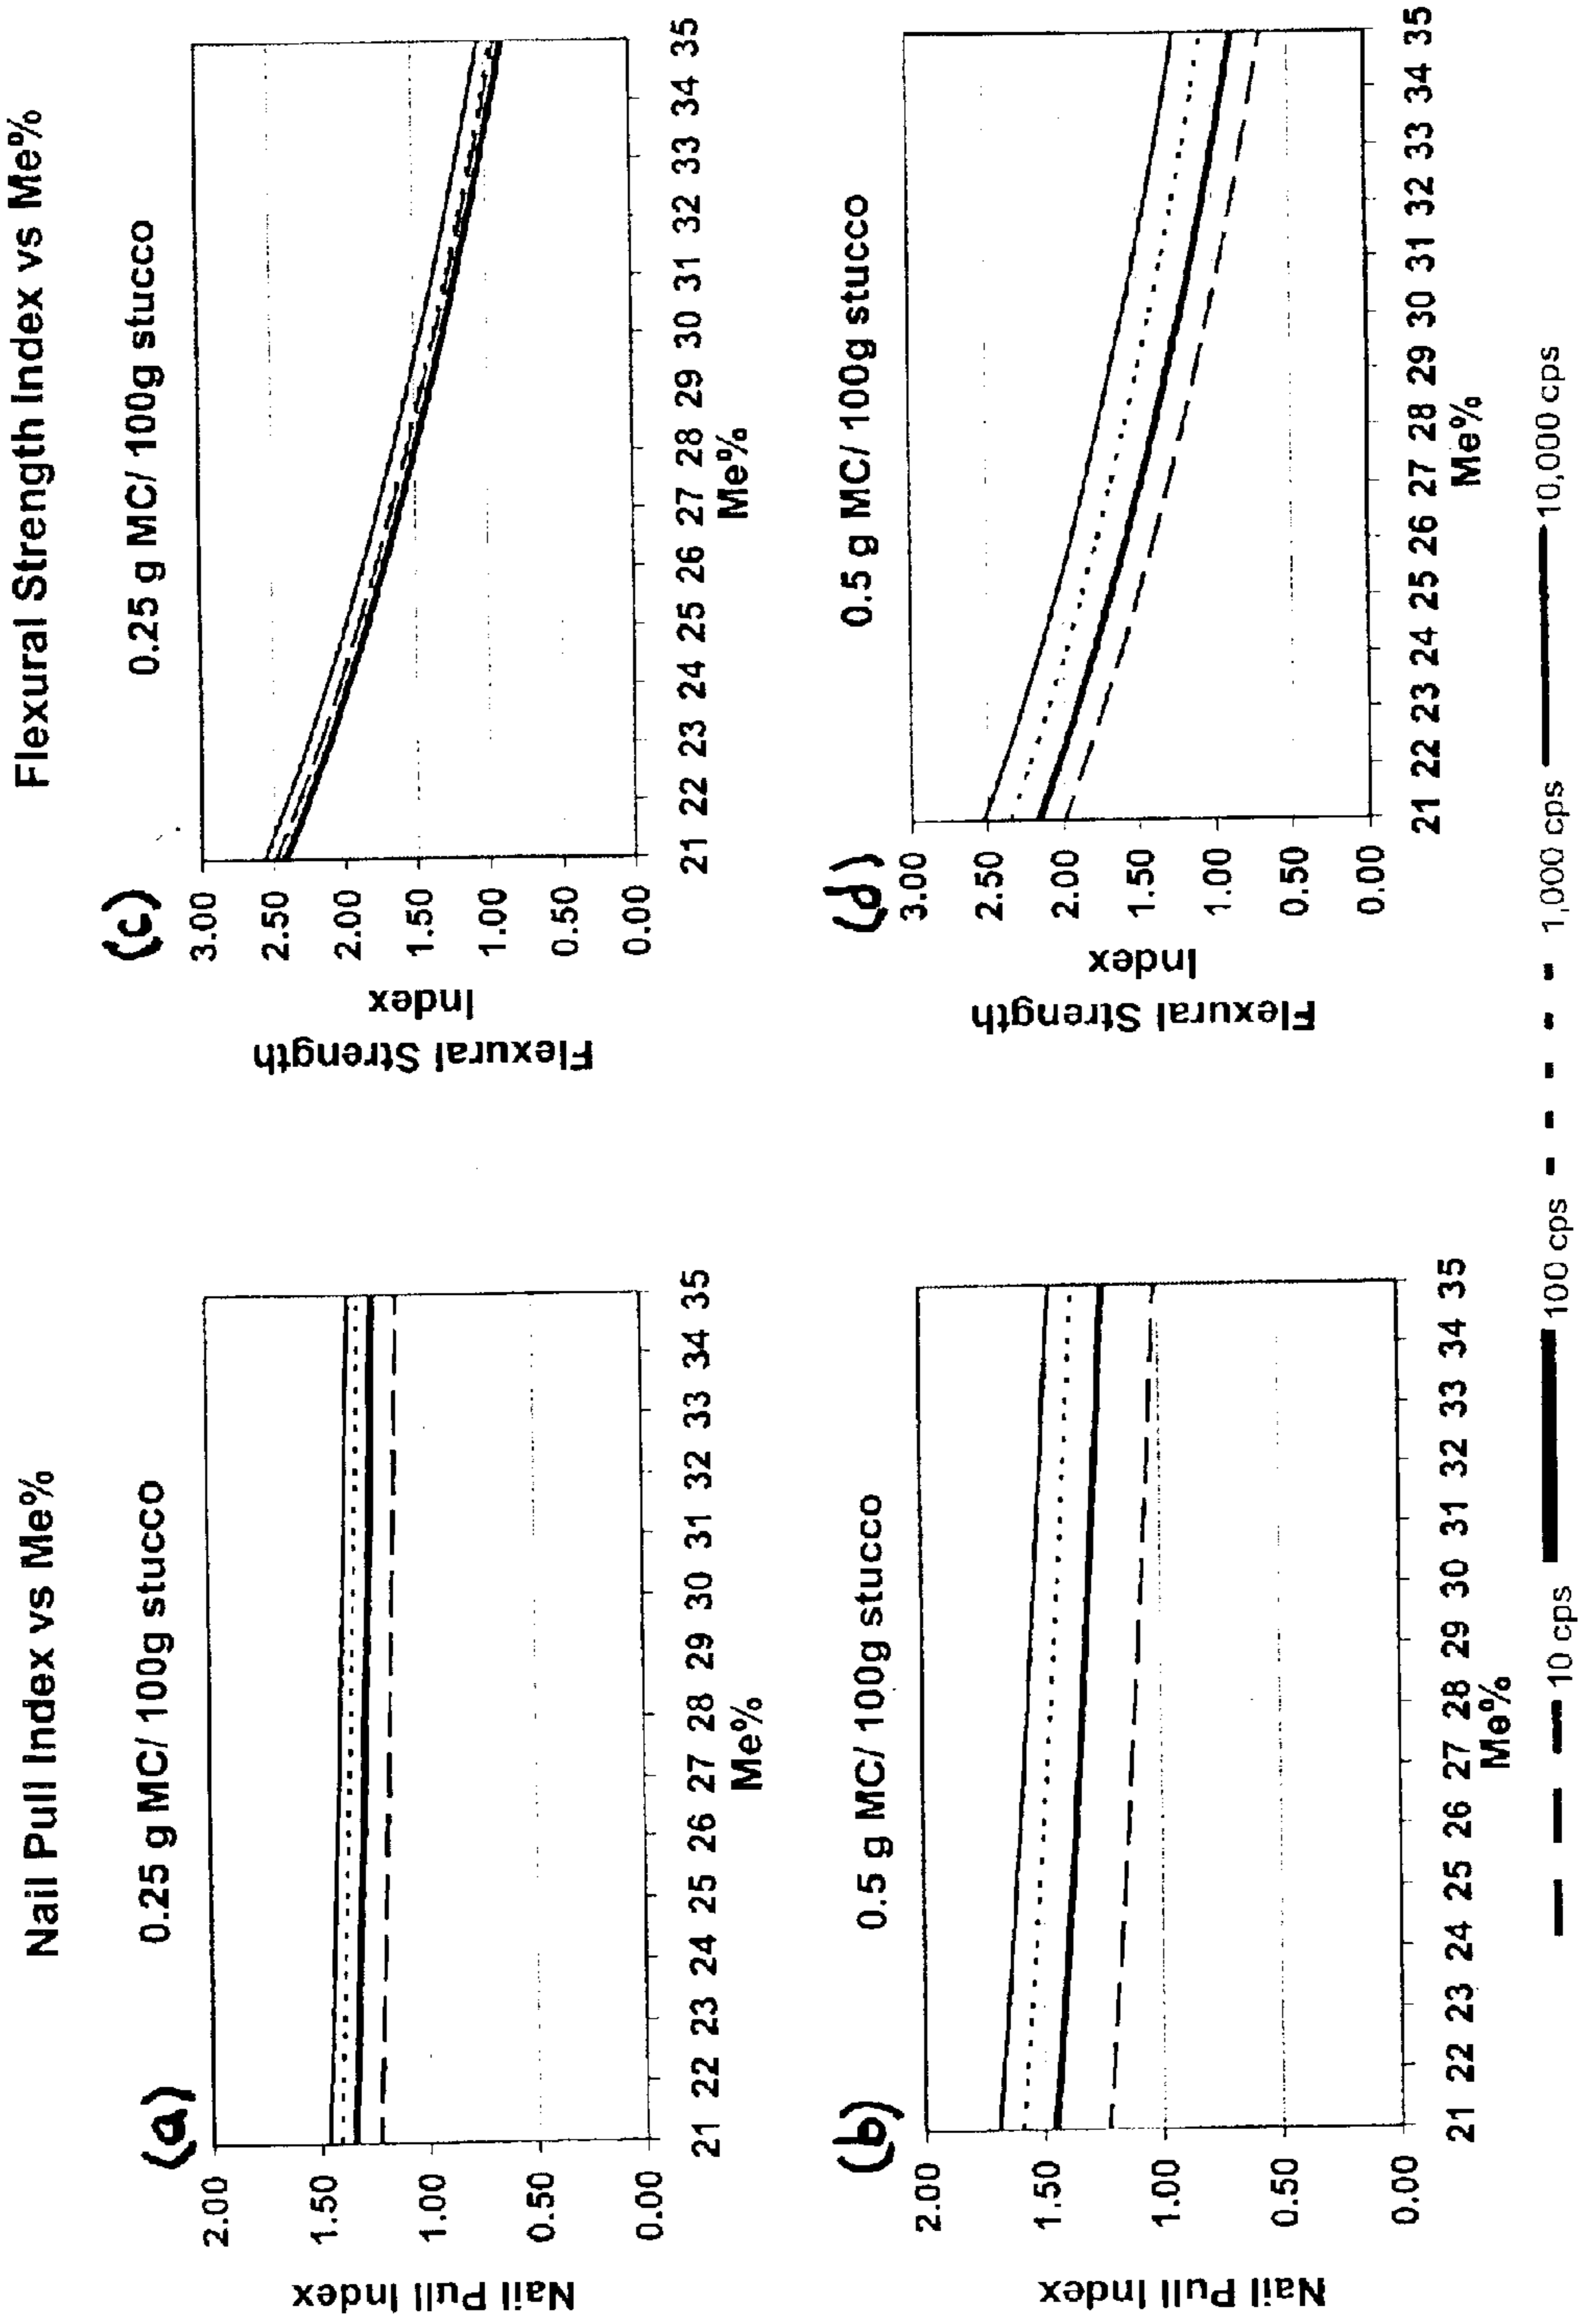 Nail Pull Index vs Me%
(a)
0.25 g MC/ 100g stucco
Nail Pull Index
2.00
1.50
1.00
0.50
0.00
21 22 23 24 25 26 27 28 29 30 31 32 33 34 35
Me%
(b)
0.5 g MC/ 100g stucco
Nail Pull Index
2.00
1.50
1.00
0.50
0.00
21 22 23 24 25 26 27 28 29 30 31 32 33 34 35
Me%
Flexural Strength Index vs Me%
(c)
0.25 g MC/ 100g stucco
Flexural Strength
Index
3.00
2.50
2.00
1.50
1.00
0.50
0.00
21 22 23 24 25 26 27 28 29 30 31 32 33 34 35
Me%
(d)
0.5 g MC/ 100g stucco
Flexural Strength
Index
3.00
2.50
2.00
1.50
1.00
0.50
0.00
21 22 23 24 25 26 27 28 29 30 31 32 33 34 35
Me%
10 cps 100 cps 1,000 cps 10,000 cps